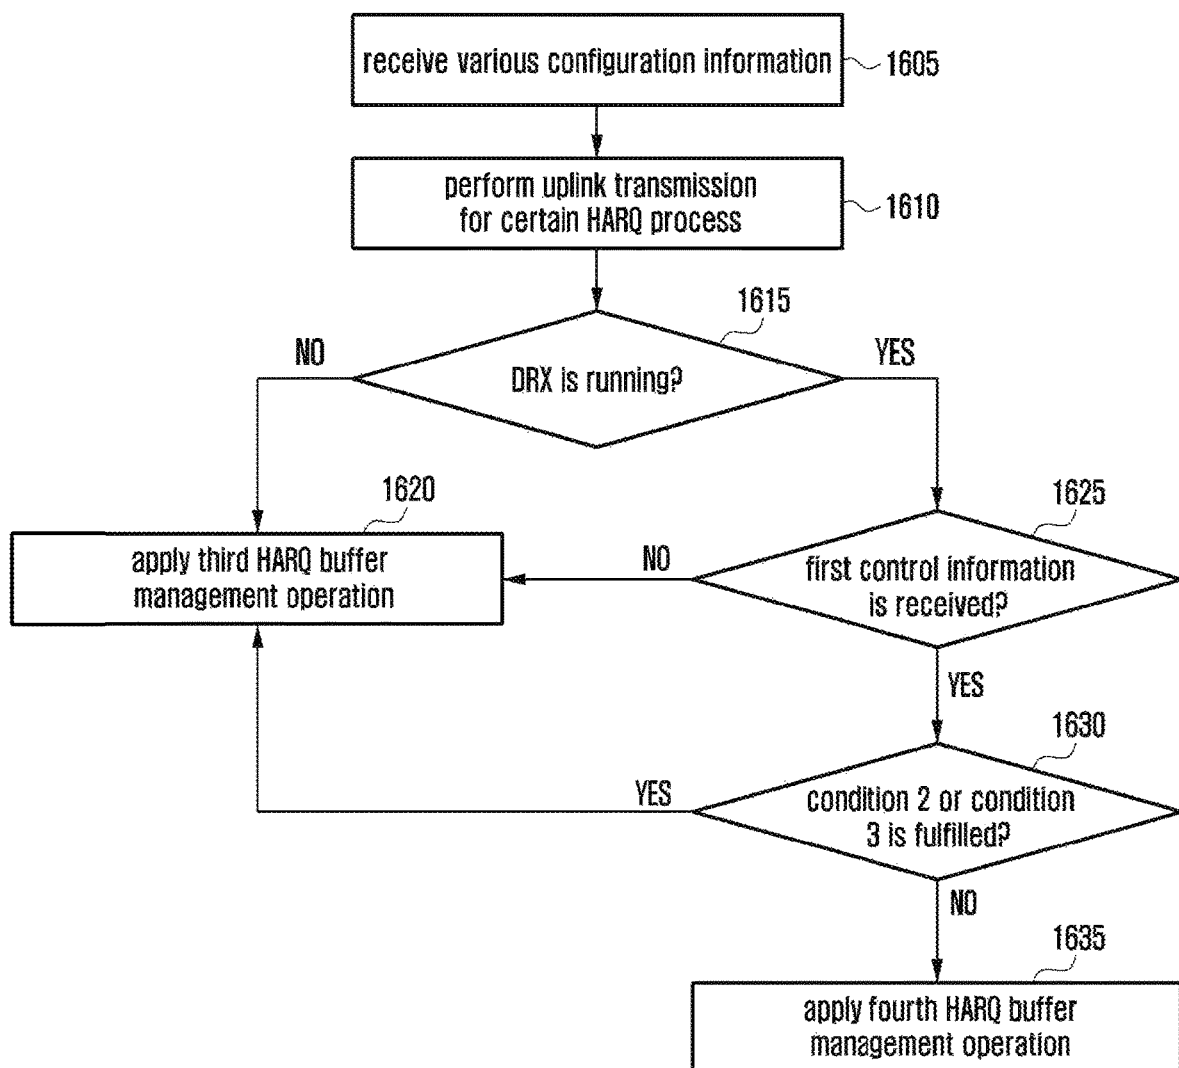 receive various configuration information
1605
perform uplink transmission
for certain HARQ process
1610
1615
NO
YES
DRX is running?
1620
1625
apply third HARQ buffer
management operation
NO
first control information
is received?
YES
1630
YES
condition 2 or condition
3 is fulfilled?
NO
1635
apply fourth HARQ buffer
management operation